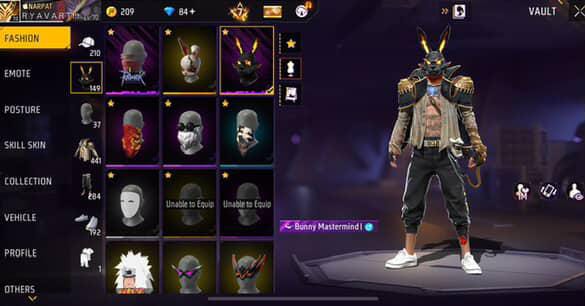 NARPAT
RYAVART
209
84+
VAULT
FASHION
210
EMOTE
149
POSTURE
37
SKILL SKIN
441
COLLECTION
284
VEHICLE
192
PROFILE
1
OTHERS
Unable to Equip
Unable to Equip
Bunny Mastermind